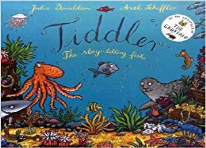 Julia Donaldson Axel Scheffler
Tiddler
The story-telling fish